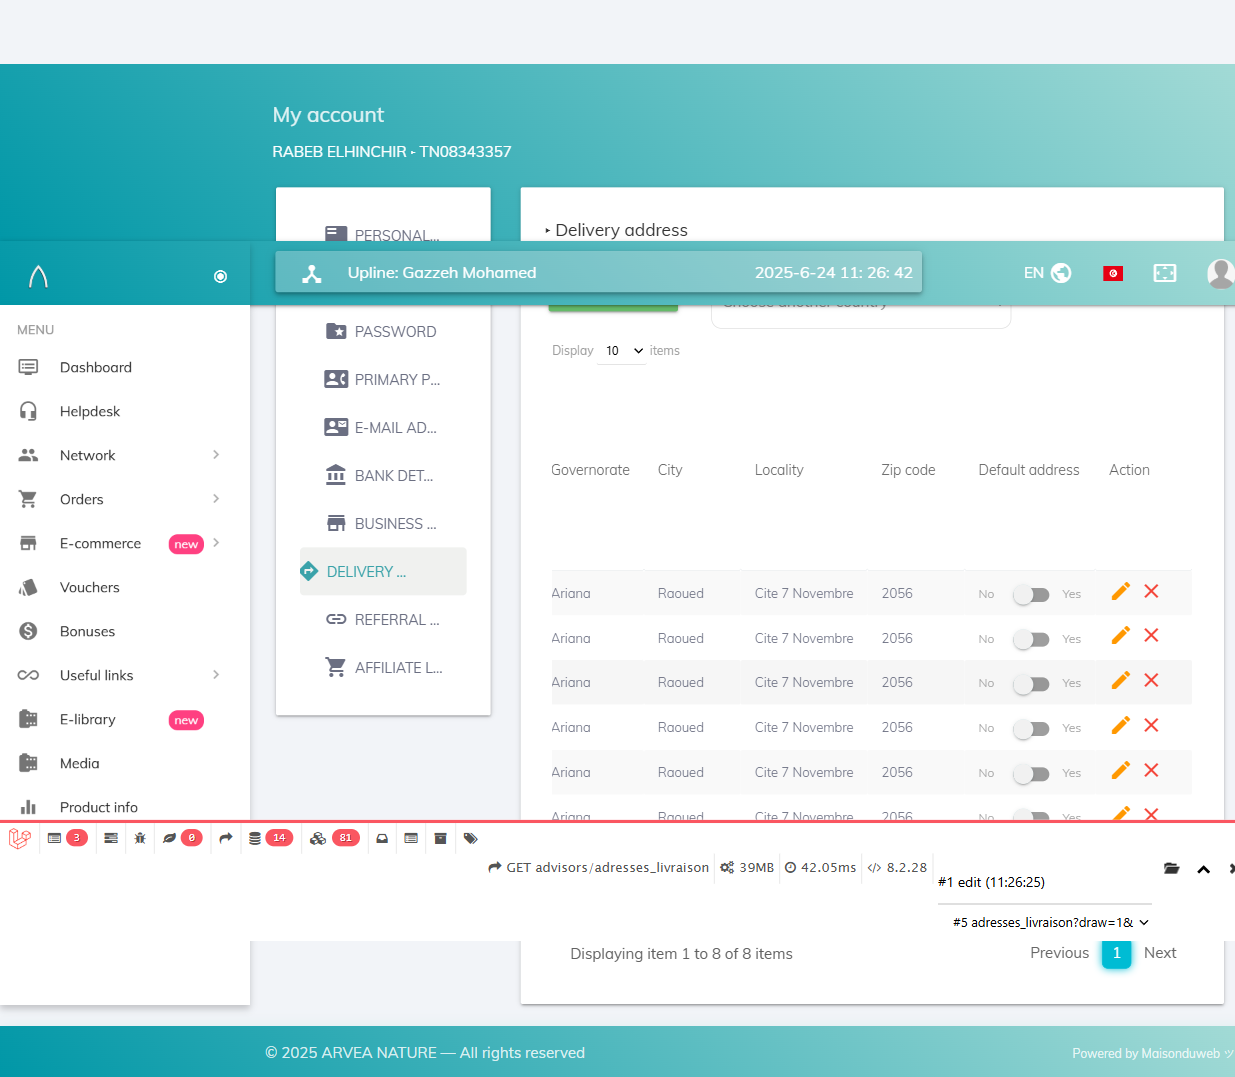 My account
RABEB ELHINCHIR - TN08343357
PERSONAL...
Delivery address
Upline: Gazzeh Mohamed
2025-6-24 11: 26: 42
EN
Choose another country
MENU
Dashboard
Helpdesk
Network
Orders
E-commerce new
Vouchers
Bonuses
Useful links
E-library new
Media
Product info
PASSWORD
PRIMARY P...
E-MAIL AD...
BANK DET...
BUSINESS ...
DELIVERY ...
REFERRAL ...
AFFILIATE L...
Display 10 items
Governorate City Locality Zip code Default address Action
Ariana Raoued Cite 7 Novembre 2056 No Yes
Ariana Raoued Cite 7 Novembre 2056 No Yes
Ariana Raoued Cite 7 Novembre 2056 No Yes
Ariana Raoued Cite 7 Novembre 2056 No Yes
Ariana Raoued Cite 7 Novembre 2056 No Yes
Ariana Raoued Cite 7 Novembre 2056 No Yes
3 0 14 81
GET advisors/adresses_livraison 39MB 42.05ms 8.2.28
#1 edit (11:26:25)
#5 adresses_livraison?draw=1&
Displaying item 1 to 8 of 8 items
Previous 1 Next
© 2025 ARVEA NATURE — All rights reserved
Powered by Maisonduweb ツ